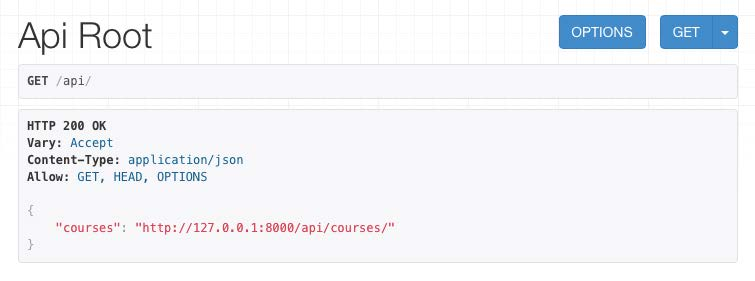 Api Root
OPTIONS
GET
GET /api/
HTTP 200 OK
Vary: Accept
Content-Type: application/json
Allow: GET, HEAD, OPTIONS
{
"courses": "http://127.0.0.1:8000/api/courses/"
}